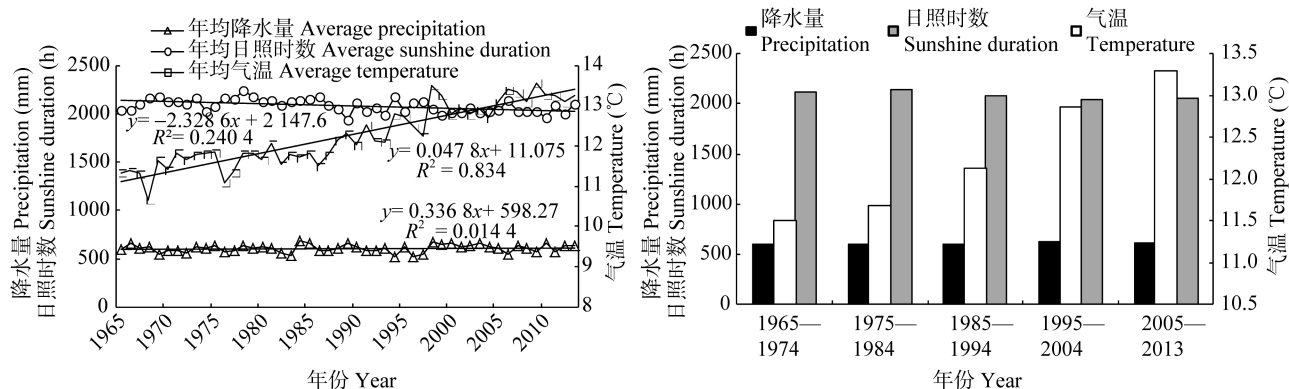 年均降水量 Average precipitation
年均日照时数 Average sunshine duration
年均气温 Average temperature
降水量 Precipitation (mm)
日照时数 Sunshine duration (h)
2500
2000
1500
1000
500
0
14
13
12
11
10
9
8
气温 Temperature (℃)
y= −2.328 6x + 2 147.6
R²= 0.240 4
y= 0.047 8x+ 11.075
R² = 0.834
y= 0.336 8x+ 598.27
R² = 0.014 4
1965
1970
1975
1980
1985
1990
1995
2000
2005
2010
年份 Year
降水量
Precipitation
日照时数
Sunshine duration
气温
Temperature
降水量 Precipitation (mm)
日照时数 Sunshine duration (h)
2500
2000
1500
1000
500
0
13.5
13.0
12.5
12.0
11.5
11.0
10.5
气温 Temperature (℃)
1965—
1974
1975—
1984
1985—
1994
1995—
2004
2005—
2013
年份 Year